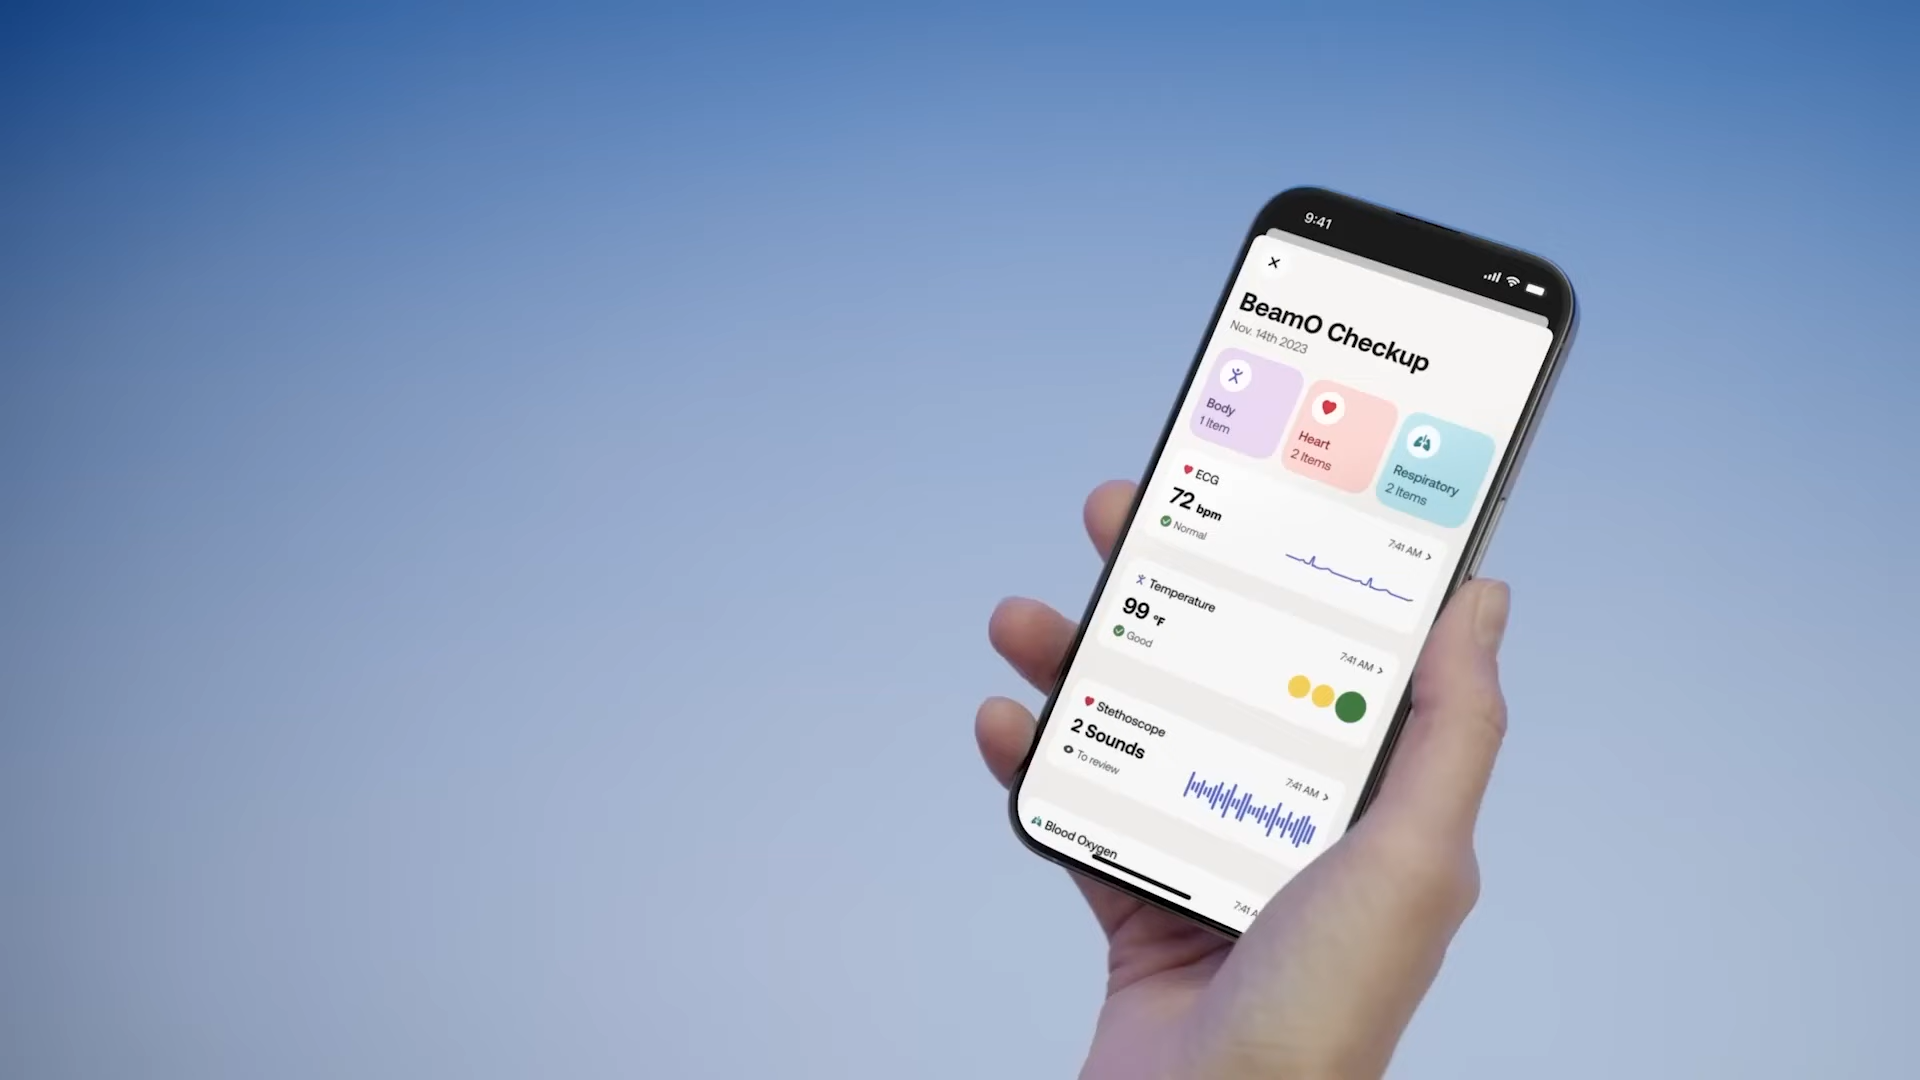 9:41
BeamO Checkup
Nov. 14th 2023
Body
1 Item
Heart
2 Items
Respiratory
2 Items
ECG
72 bpm
Normal
7:41 AM
Temperature
99 °F
Good
7:41 AM
Stethoscope
2 Sounds
To review
7:41 AM
Blood Oxygen
7:41 A